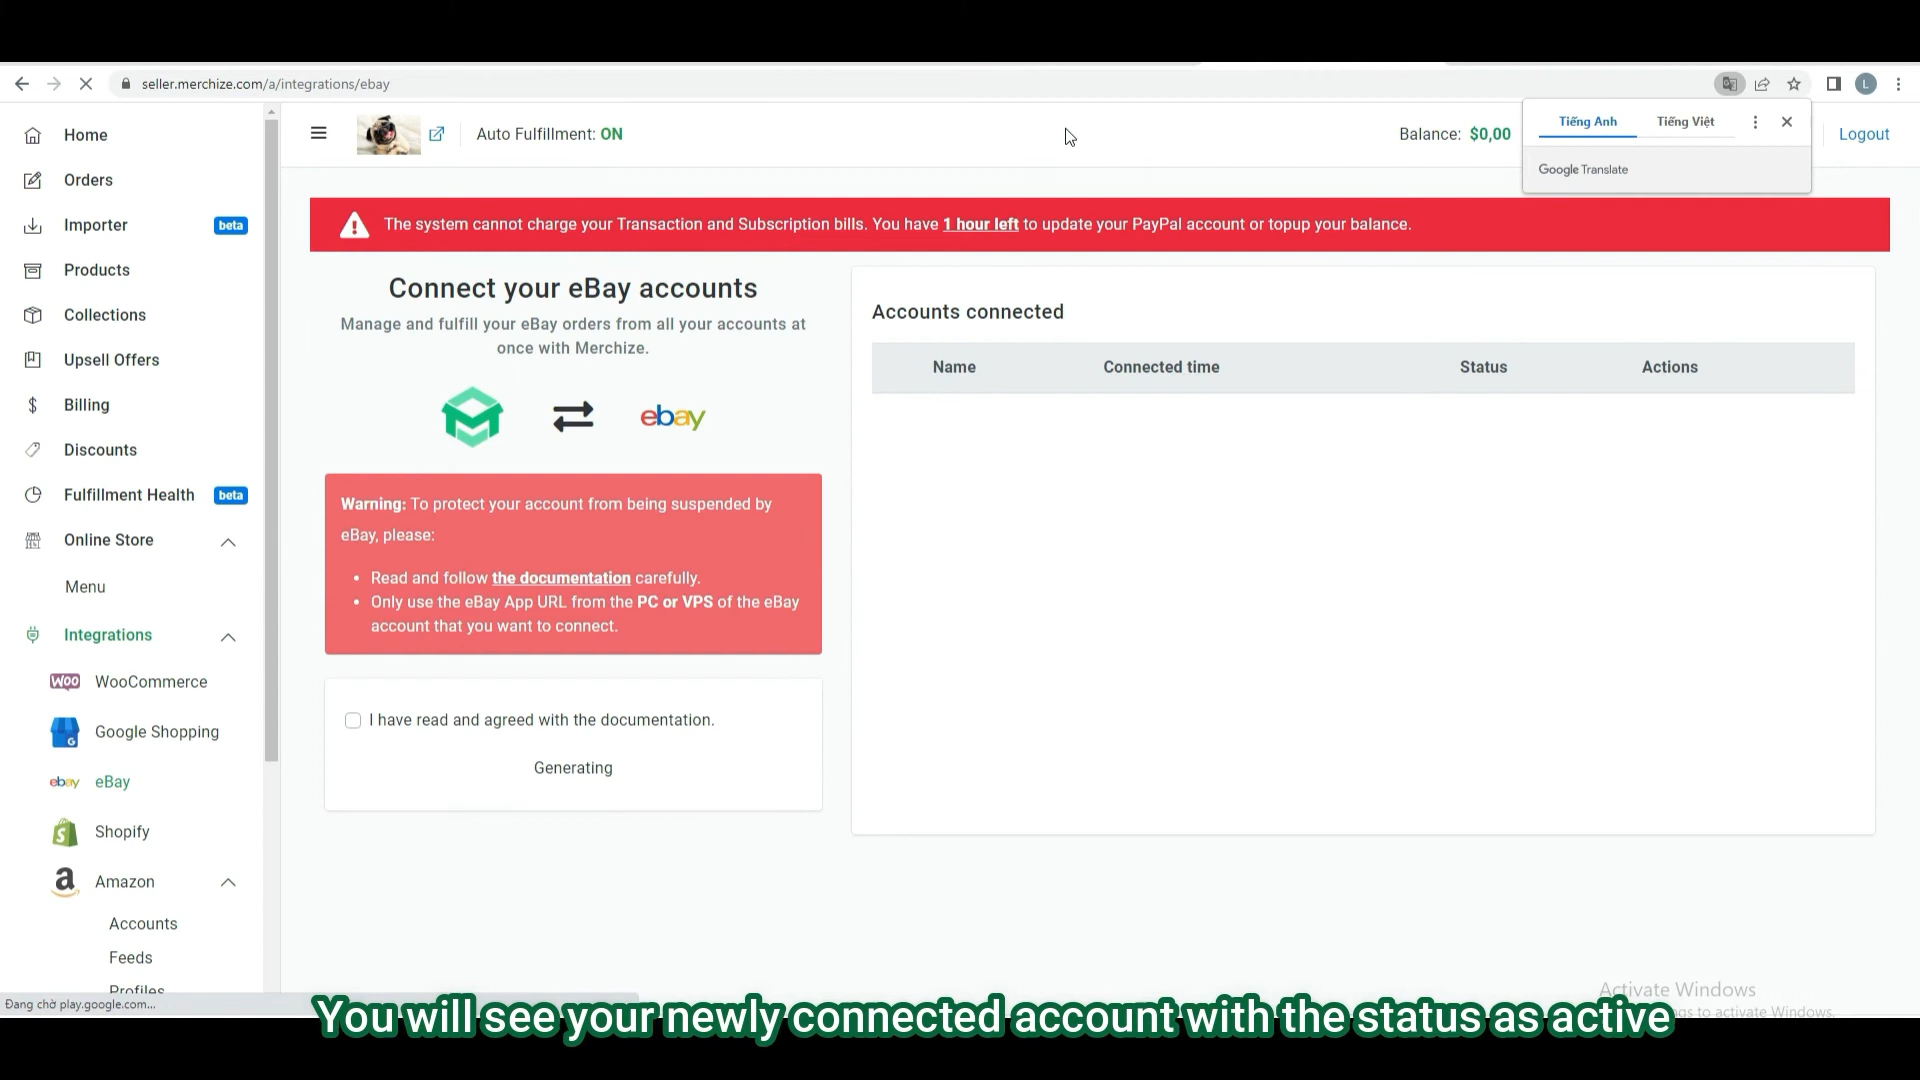 seller.merchize.com/a/integrations/ebay
L
Tiếng Anh
Tiếng Việt
Google Translate
Auto Fulfillment: ON
Balance: $0,00
Logout
Home
Orders
Importer beta
Products
Collections
Upsell Offers
Billing
Discounts
Fulfillment Health beta
Online Store
Menu
Integrations
WOO WooCommerce
Google Shopping
ebay eBay
Shopify
Amazon
Accounts
Feeds
Profiles
Đang chờ play.google.com...
The system cannot charge your Transaction and Subscription bills. You have 1 hour left to update your PayPal account or topup your balance.
Connect your eBay accounts
Manage and fulfill your eBay orders from all your accounts at
once with Merchize.
ebay
Warning: To protect your account from being suspended by
eBay, please:
• Read and follow the documentation carefully.
• Only use the eBay App URL from the PC or VPS of the eBay
account that you want to connect.
I have read and agreed with the documentation.
Generating
Accounts connected
Name Connected time Status Actions
Activate Windows
to activate Windows.
You will see your newly connected account with the status as active